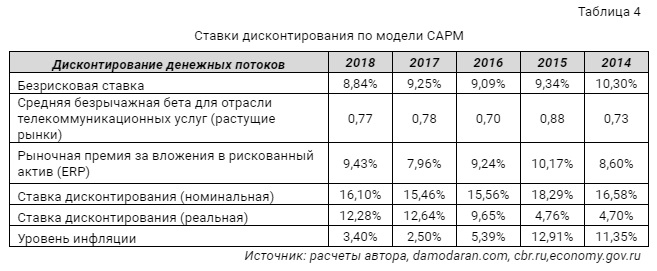 Таблица 4
Ставки дисконтирования по модели CAPM
Дисконтирование денежных потоков 2018 2017 2016 2015 2014
Безрисковая ставка 8,84% 9,25% 9,09% 9,34% 10,30%
Средняя безрычажная бета для отрасли
телекоммуникационных услуг (растущие 0,77 0,78 0,70 0,88 0,73
рынки)
Рыночная премия за вложения в рискованный
актив (ERP) 9,43% 7,96% 9,24% 10,17% 8,60%
Ставка дисконтирования (номинальная) 16,10% 15,46% 15,56% 18,29% 16,58%
Ставка дисконтирования (реальная) 12,28% 12,64% 9,65% 4,76% 4,70%
Уровень инфляции 3,40% 2,50% 5,39% 12,91% 11,35%
Источник: расчеты автора, damodaran.com, cbr.ru,economy.gov.ru